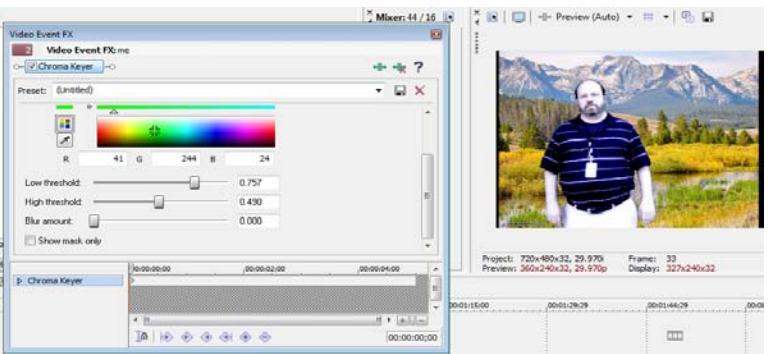 Mixer: 44 / 16
Preview (Auto)
Video Event FX
Video Event FX: me
Chroma Keyer
Preset: (Untitled)
R 41 G 244 B 24
Low threshold: 0.757
High threshold: 0.490
Blur amount: 0.000
Show mask only
Project: 720x480x32, 29.970i Frame: 33
Preview: 360x240x32, 29.970p Display: 327x240x32
00:00:00:00 ,00:00:02:00 ,00:00:04:00
Chroma Keyer
00:01:15:00 ,00:01:29:29 ,00:01:44:29
00:00:00;00